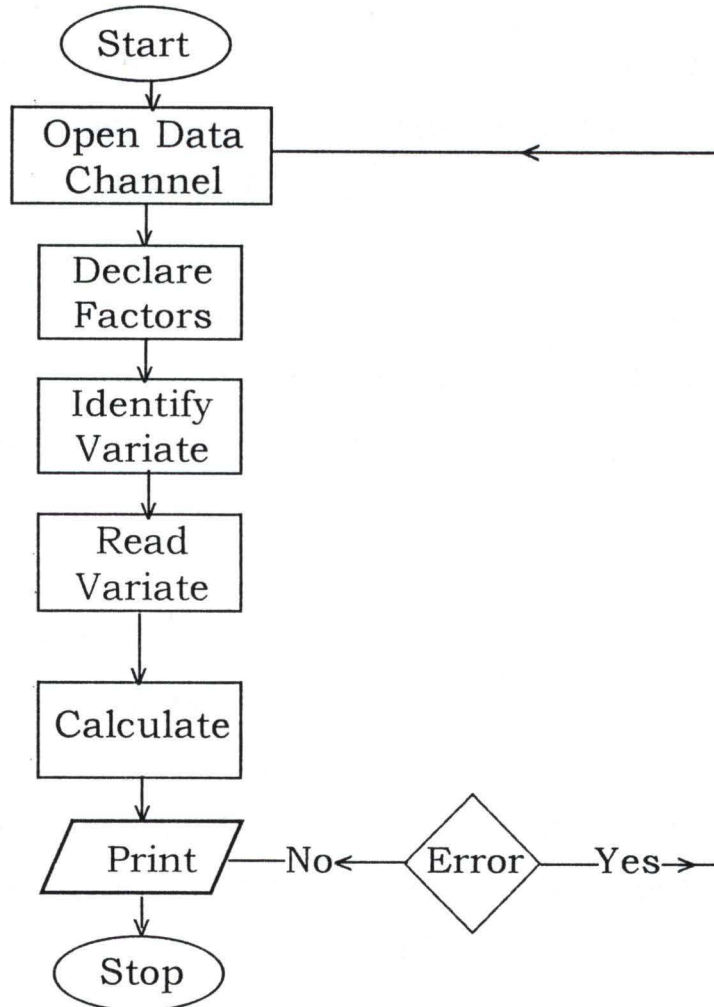 Start
Open Data
Channel
Declare
Factors
Identify
Variate
Read
Variate
Calculate
Print
No
Error
Yes
Stop